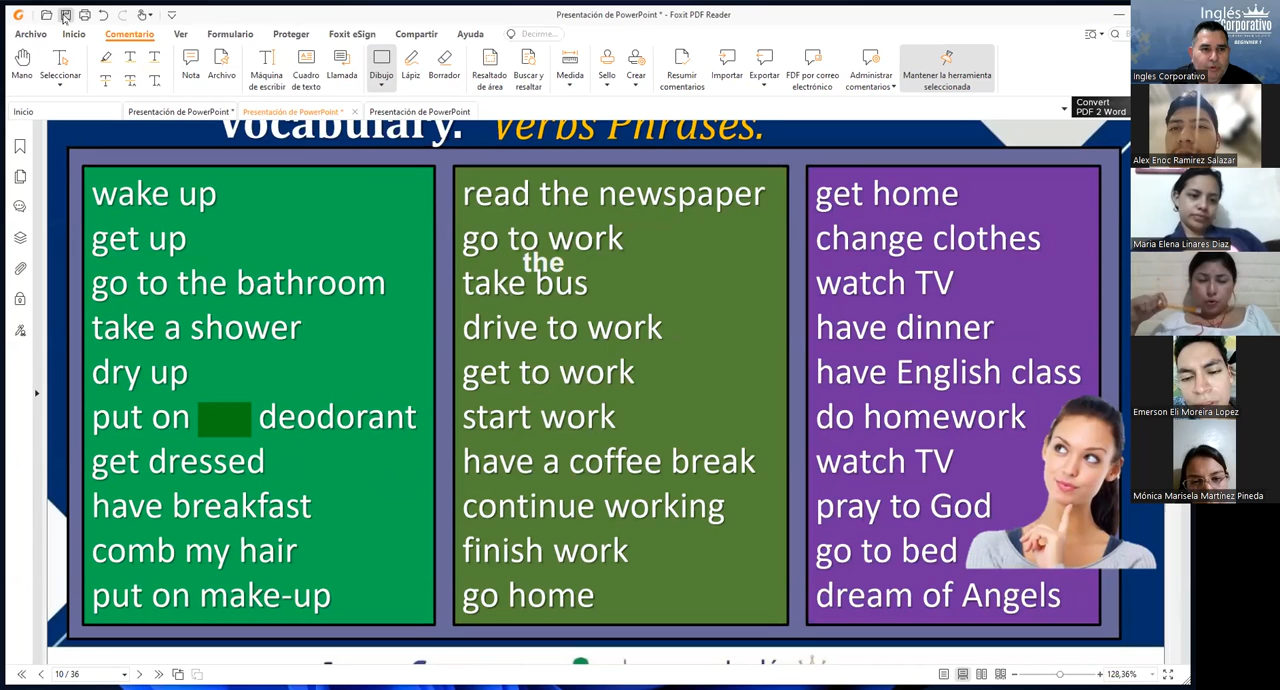 Presentación de PowerPoint * - Foxit PDF Reader
Archivo Inicio Comentario Ver Formulario Proteger Foxit eSign Compartir Ayuda Decirme...
Mano
Seleccionar
Nota
Archivo
Máquina de escribir
Cuadro de texto
Llamada
Dibujo
Lápiz
Borrador
Resaltado de área
Buscar y resaltar
Medida
Sello
Crear
Resumir comentarios
Importar
Exportar
PDF por correo electrónico
Administrar comentarios
Mantener la herramienta seleccionada
Inicio
Presentación de PowerPoint *
Presentación de PowerPoint *
Presentación de PowerPoint
Convert
PDF 2 Word
Vocabulary. Verbs Phrases.
wake up
get up
go to the bathroom
take a shower
dry up
put on deodorant
get dressed
have breakfast
comb my hair
put on make-up
read the newspaper
go to work
the
take bus
drive to work
get to work
start work
have a coffee break
continue working
finish work
go home
get home
change clothes
watch TV
have dinner
have English class
do homework
watch TV
pray to God
go to bed
dream of Angels
10 / 36
128,36%
Inglés
Corporativo
BEGINNER 1
Ingles Corporativo
Alex Enoc Ramirez Salazar
Maria Elena Linares Diaz
Emerson Eli Moreira Lopez
Mónica Marisela Martínez Pineda